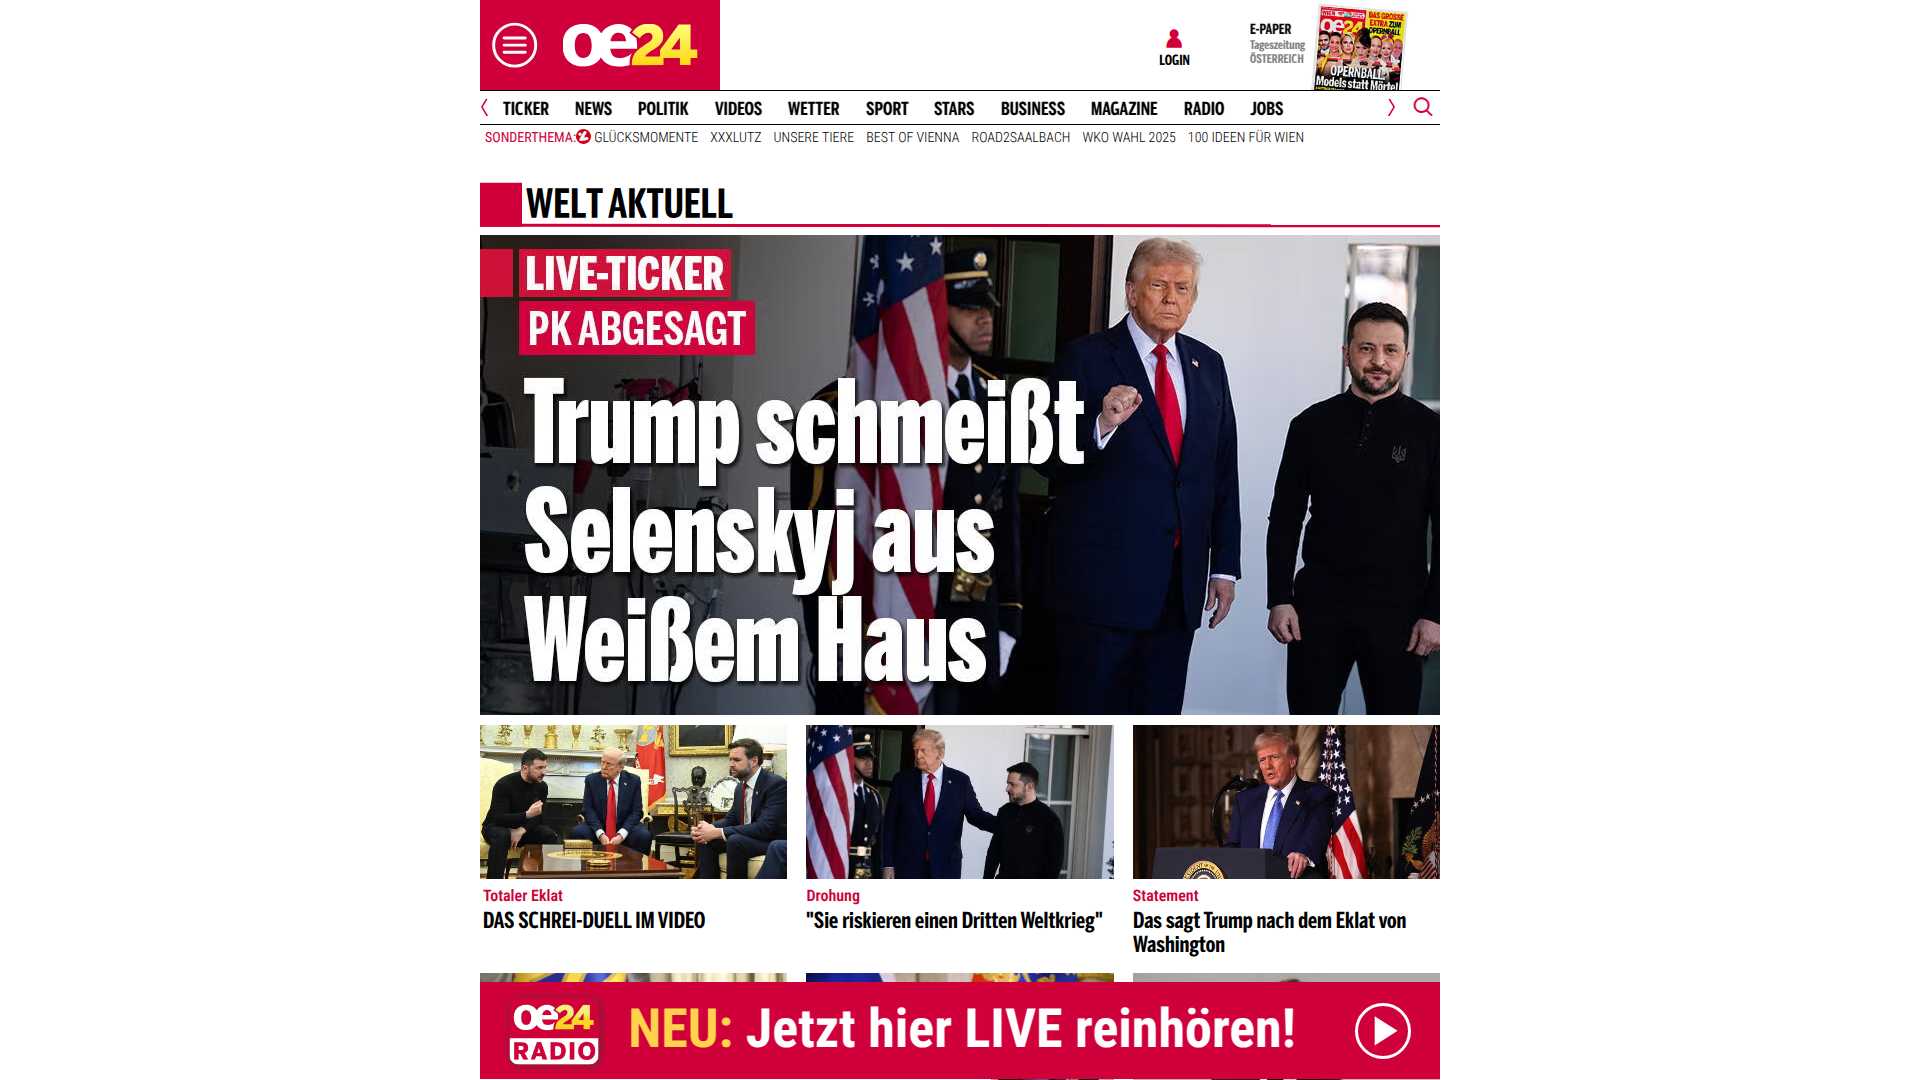 oe24
LOGIN
E-PAPER
Tageszeitung
ÖSTERREICH
DAS GROSSE
EXTRA ZUM
OPERNBALL
oe24
OPERNBALL:
Models statt Mörtel
TICKER NEWS POLITIK VIDEOS WETTER SPORT STARS BUSINESS MAGAZINE RADIO JOBS
SONDERTHEMA: GLÜCKSMOMENTE XXXLUTZ UNSERE TIERE BEST OF VIENNA ROAD2SAALBACH WKO WAHL 2025 100 IDEEN FÜR WIEN
WELT AKTUELL
LIVE-TICKER
PK ABGESAGT
Trump schmeißt
Selenskyj aus
Weißem Haus
Totaler Eklat
DAS SCHREI-DUELL IM VIDEO
Drohung
"Sie riskieren einen Dritten Weltkrieg"
Statement
Das sagt Trump nach dem Eklat von
Washington
oe24
RADIO
NEU: Jetzt hier LIVE reinhören!